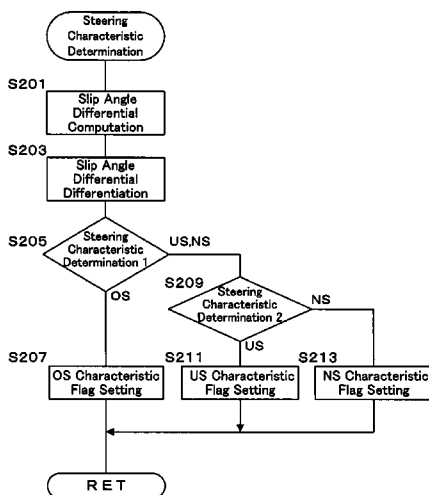 Steering
Characteristic
Determination
S201
Slip Angle
Differential
Computation
S203
Slip Angle
Differential
Differentiation
S205
Steering
Characteristic
Determination 1
US,NS
OS
S209
Steering
Characteristic
Determination 2
NS
US
S207
OS Characteristic
Flag Setting
S211
US Characteristic
Flag Setting
S213
NS Characteristic
Flag Setting
RET